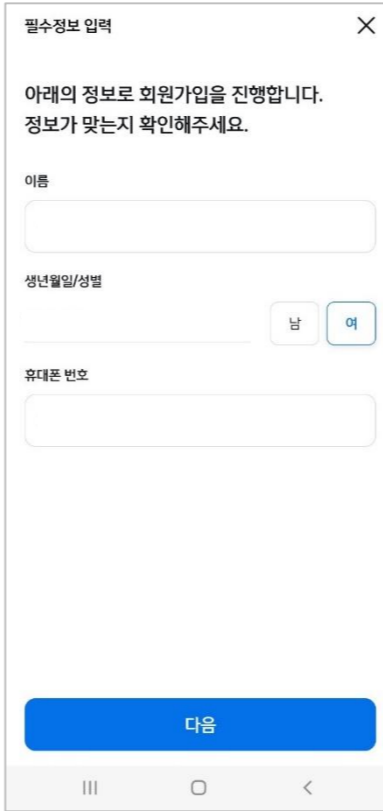 필수정보 입력
아래의 정보로 회원가입을 진행합니다.
정보가 맞는지 확인해주세요.
이름
생년월일/성별
남 여
휴대폰 번호
다음